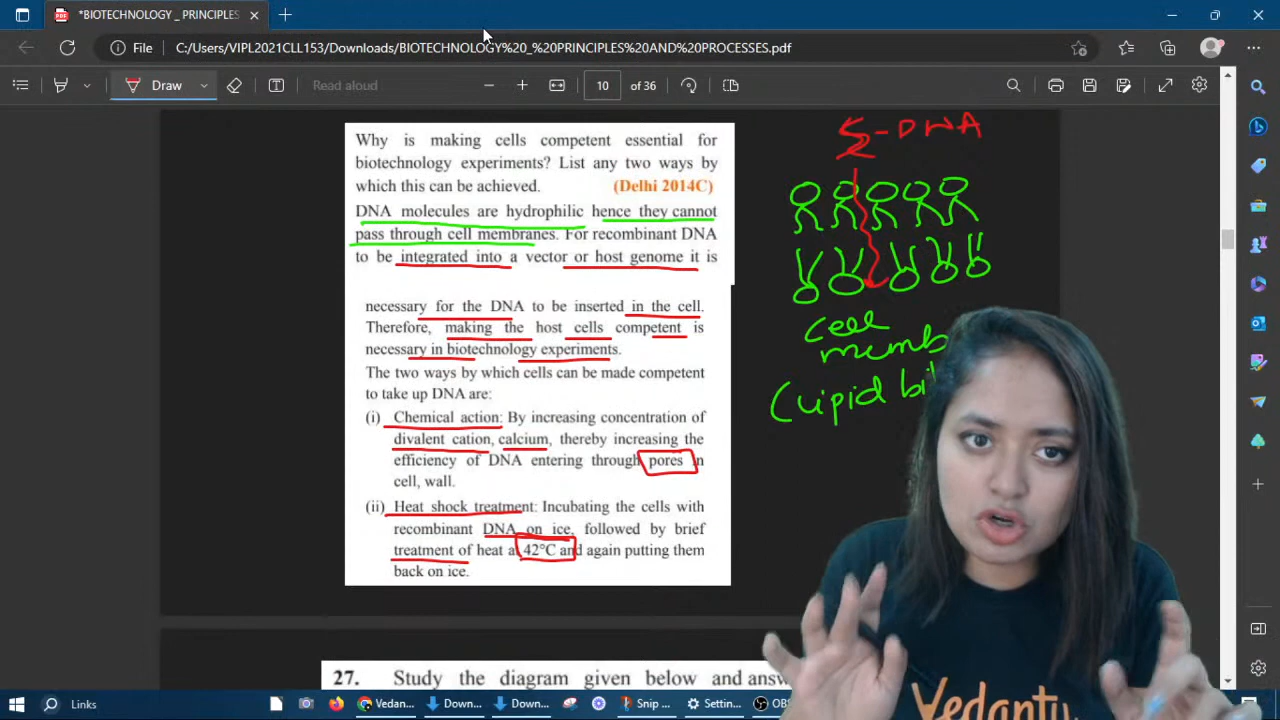 *BIOTECHNOLOGY _ PRINCIPLES
File C:/Users/VIPL2021CLL153/Downloads/BIOTECHNOLOGY%20_%20PRINCIPLES%20AND%20PROCESSES.pdf
Draw Read aloud 10 of 36
Why is making cells competent essential for
biotechnology experiments? List any two ways by
which this can be achieved. (Delhi 2014C)
DNA molecules are hydrophilic hence they cannot
pass through cell membranes. For recombinant DNA
to be integrated into a vector or host genome it is
necessary for the DNA to be inserted in the cell.
Therefore, making the host cells competent is
necessary in biotechnology experiments.
The two ways by which cells can be made competent
to take up DNA are:
(i) Chemical action: By increasing concentration of
divalent cation, calcium, thereby increasing the
efficiency of DNA entering through pores in
cell, wall.
(ii) Heat shock treatment: Incubating the cells with
recombinant DNA on ice, followed by brief
treatment of heat a 42°C and again putting them
back on ice.
-DNA
cell
memb
(Lipid bi
27. Study the diagram given below and answ
Vedantu
Links Vedan... Down... Down... Snip ... Settin... OBS